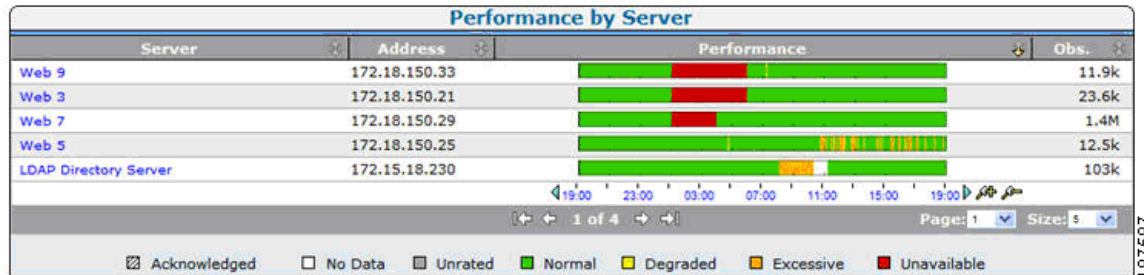 Performance by Server
Server Address Performance Obs.
Web 9 172.18.150.33 11.9k
Web 3 172.18.150.21 23.6k
Web 7 172.18.150.29 1.4M
Web 5 172.18.150.25 12.5k
LDAP Directory Server 172.15.18.230 103k
19:00 23:00 03:00 07:00 11:00 15:00 19:00
1 of 4 Page: 1 Size: 5
Acknowledged No Data Unrated Normal Degraded Excessive Unavailable